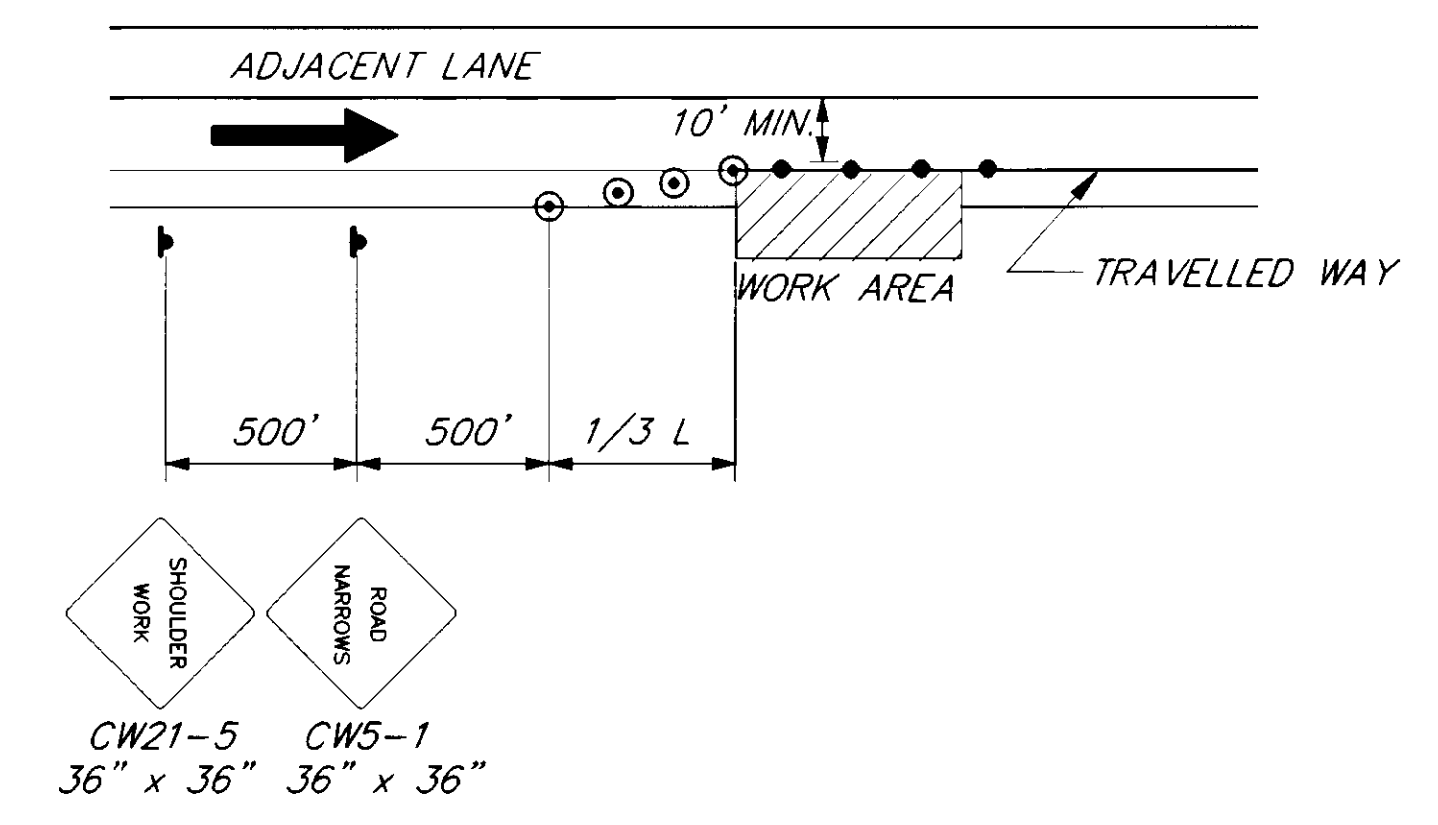 ADJACENT LANE
10' MIN.
TRAVELLED WAY
WORK AREA
500'
500'
1/3 L
SHOULDER
WORK
ROAD
NARROWS
CW21-5
36" x 36"
CW5-1
36" x 36"